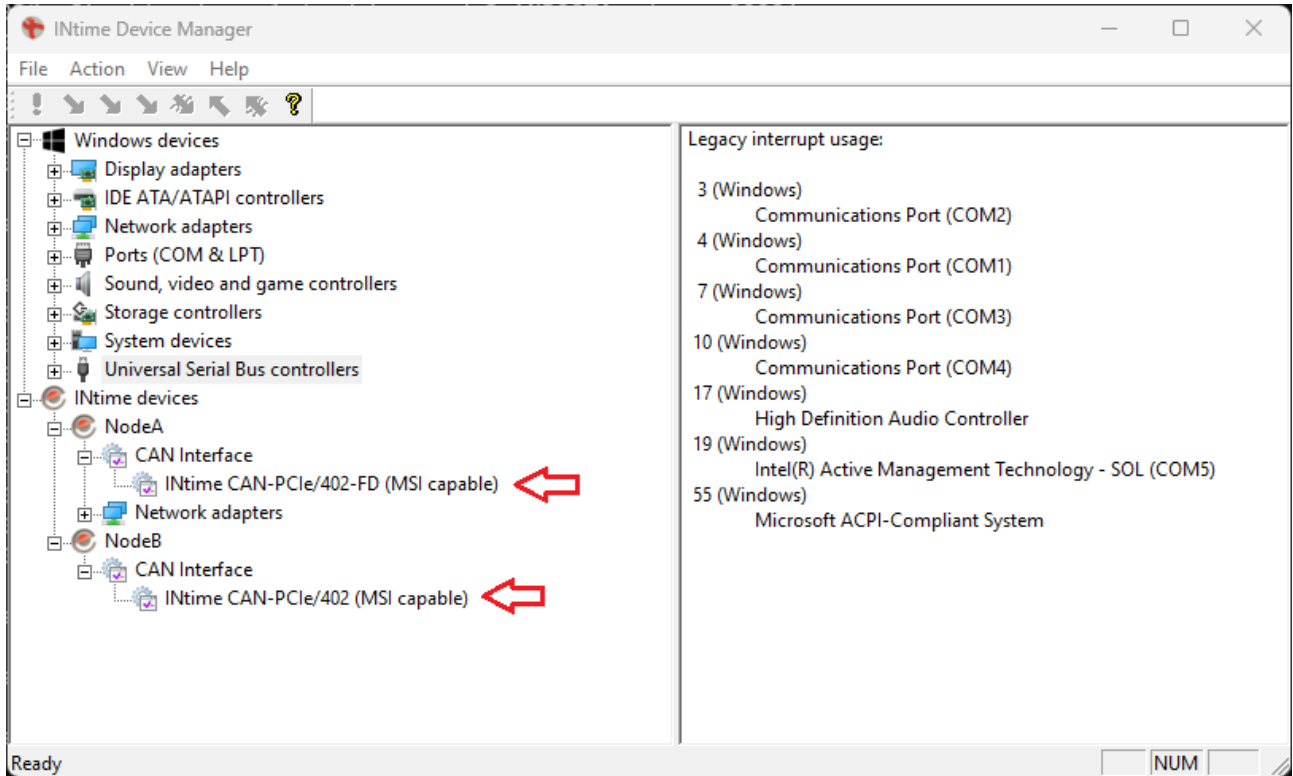 INtime Device Manager
File Action View Help
Windows devices
Display adapters
IDE ATA/ATAPI controllers
Network adapters
Ports (COM & LPT)
Sound, video and game controllers
Storage controllers
System devices
Universal Serial Bus controllers
INtime devices
NodeA
CAN Interface
INtime CAN-PCIe/402-FD (MSI capable)
Network adapters
NodeB
CAN Interface
INtime CAN-PCIe/402 (MSI capable)
Legacy interrupt usage:
3 (Windows)
Communications Port (COM2)
4 (Windows)
Communications Port (COM1)
7 (Windows)
Communications Port (COM3)
10 (Windows)
Communications Port (COM4)
17 (Windows)
High Definition Audio Controller
19 (Windows)
Intel(R) Active Management Technology - SOL (COM5)
55 (Windows)
Microsoft ACPI-Compliant System
Ready
NUM